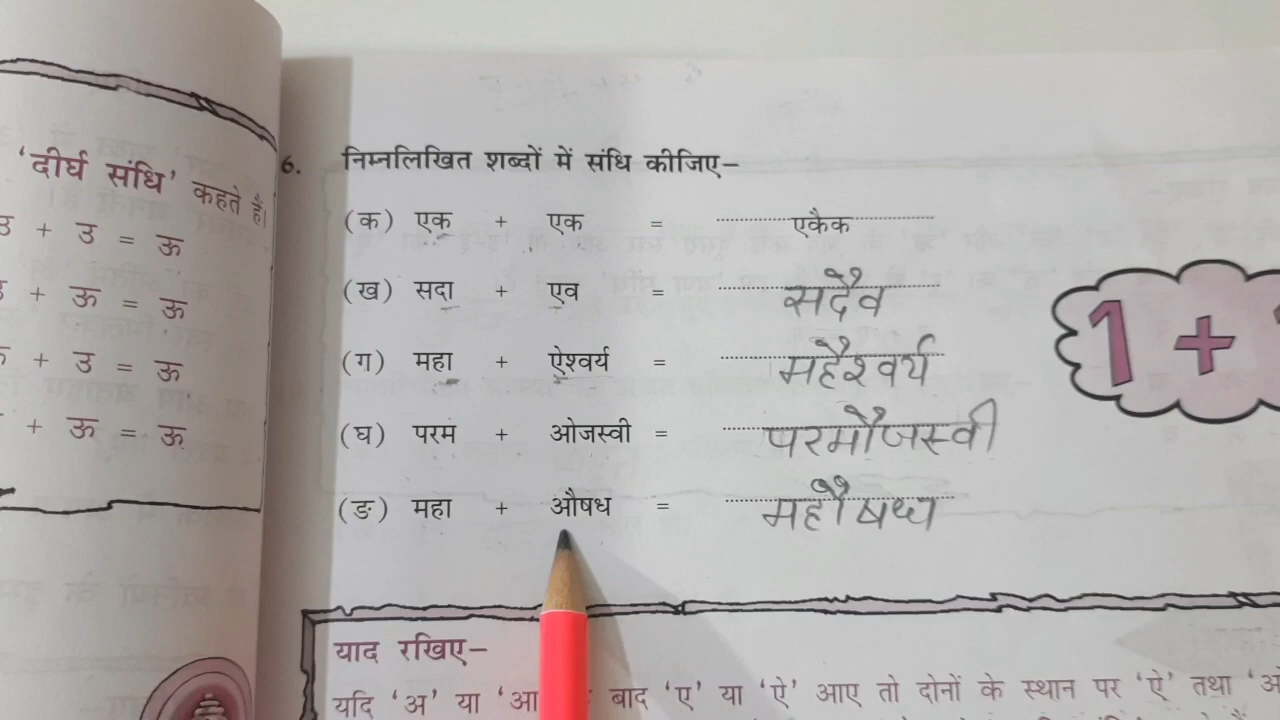 'दीर्घ संधि' कहते हैं।
+ उ = ऊ
+ ऊ = ऊ
+ उ = ऊ
+ ऊ = ऊ
6. निम्नलिखित शब्दों में संधि कीजिए–
(क) एक + एक = एकैक
(ख) सदा + एव = सदैव
(ग) महा + ऐश्वर्य = महैश्वर्य
(घ) परम + ओजस्वी = परमौजस्वी
(ङ) महा + औषध = महौषध
1 +
याद रखिए–
यदि 'अ' या 'आ बाद 'ए' या 'ऐ' आए तो दोनों के स्थान पर 'ऐ' तथा